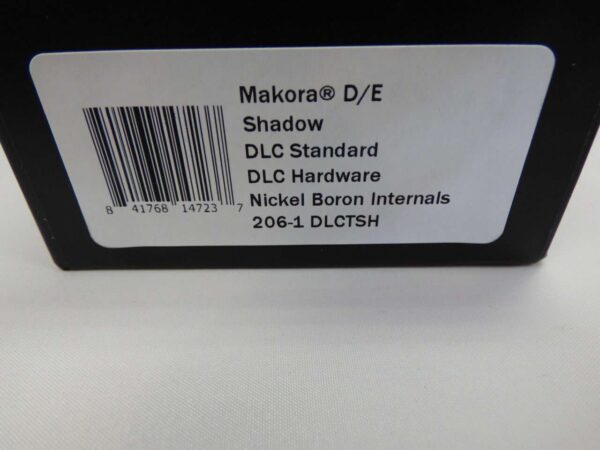 Makora® D/E
Shadow
DLC Standard
DLC Hardware
Nickel Boron Internals
206-1 DLCTSH
8 41768 14723 7